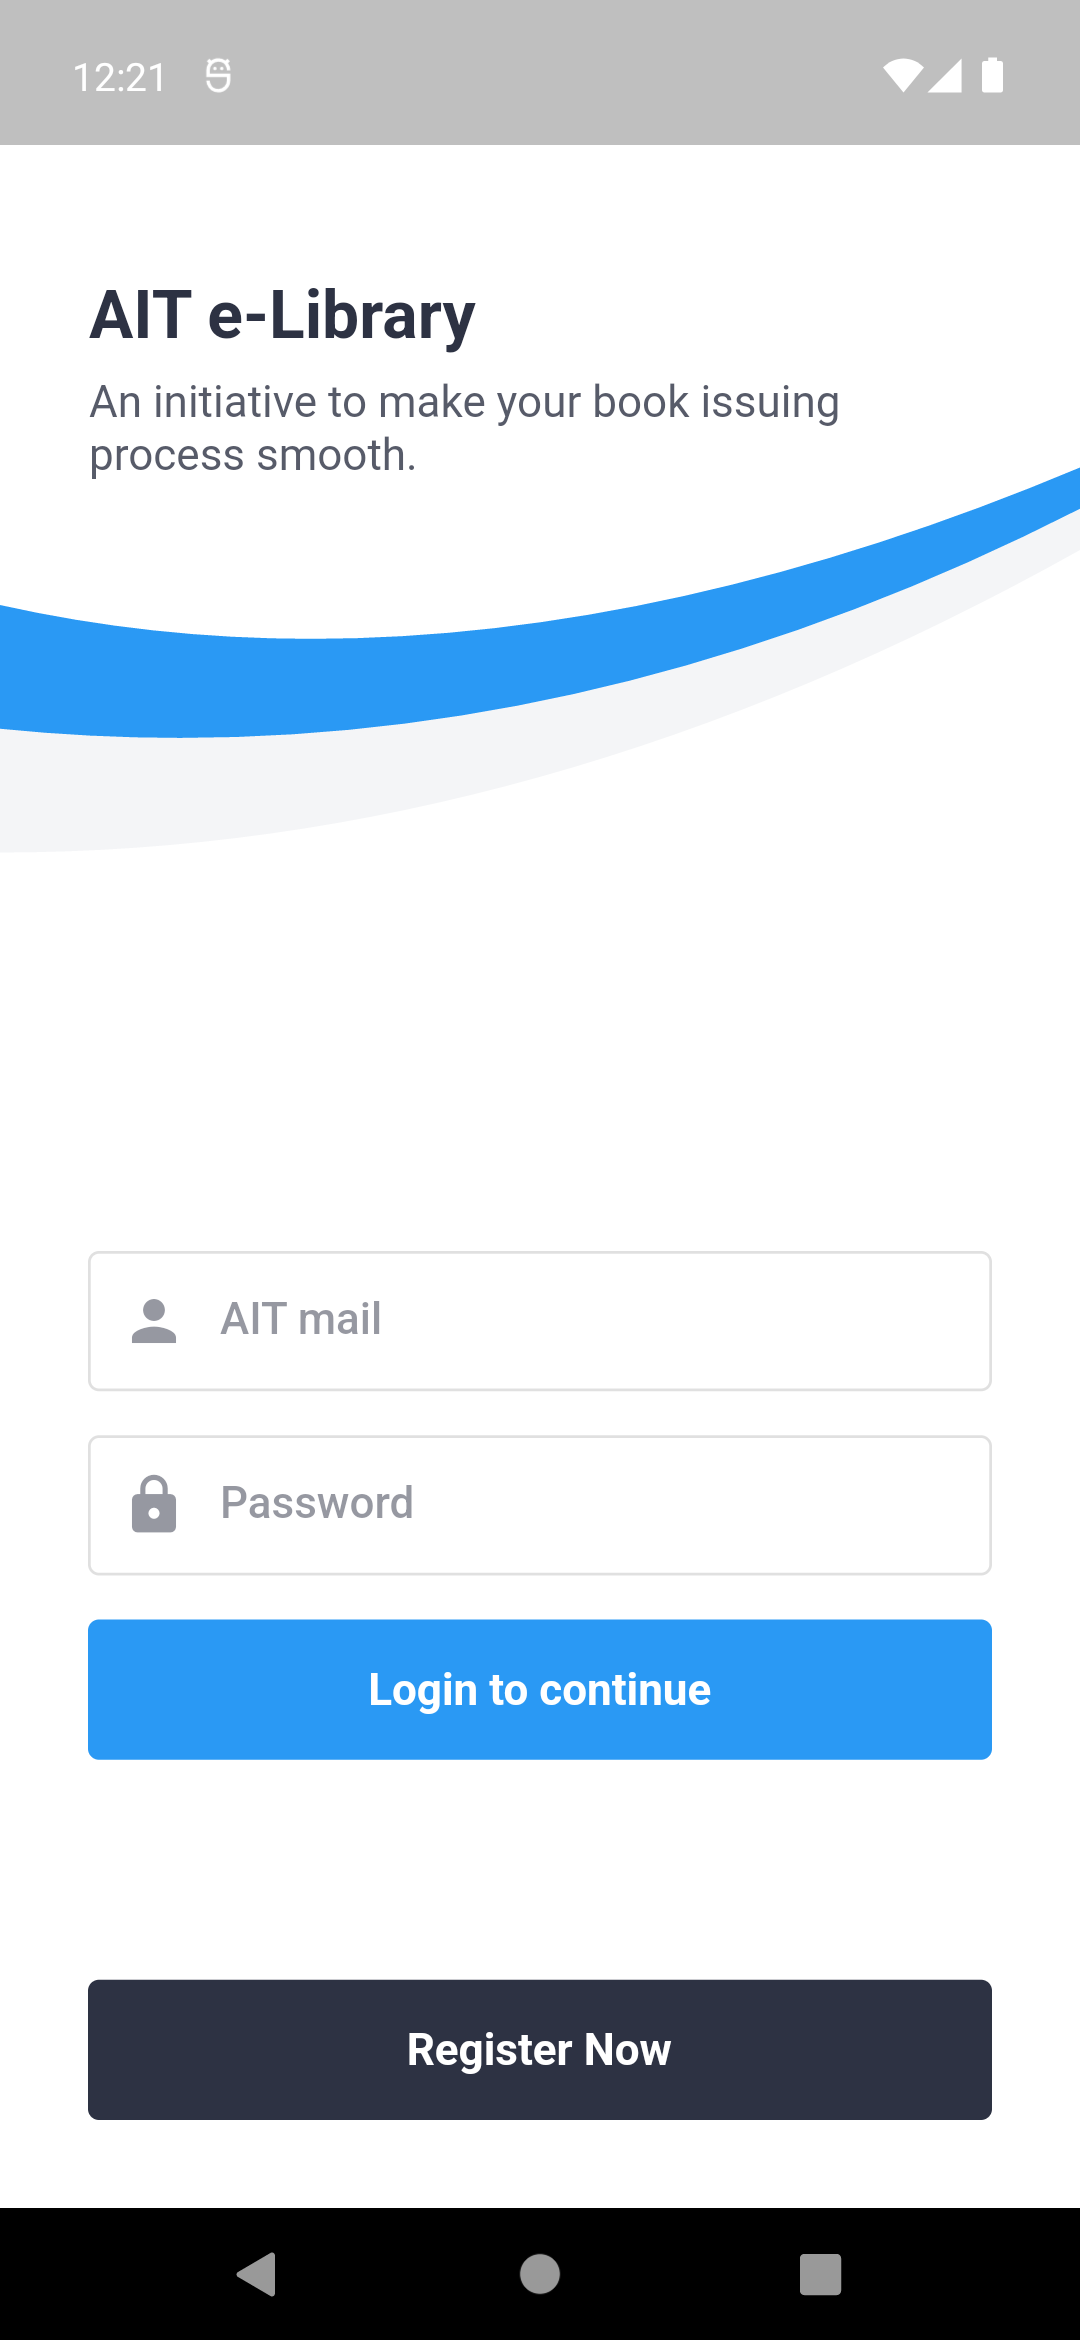 12:21
AIT e-Library
An initiative to make your book issuing
process smooth.
AIT mail
Password
Login to continue
Register Now